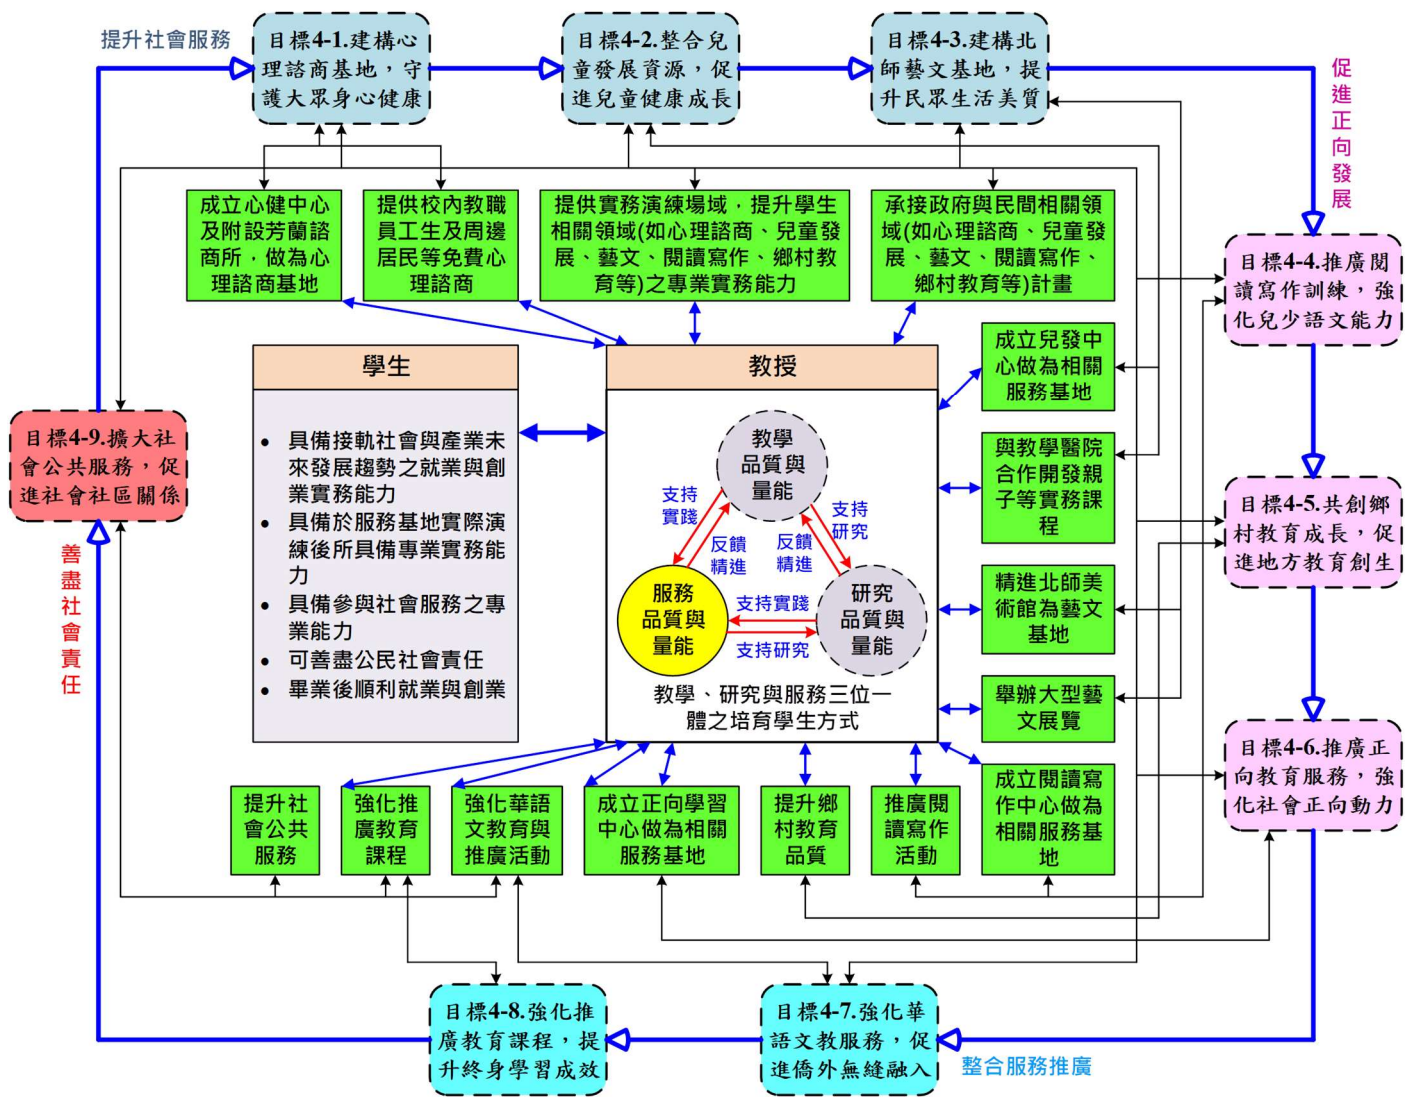 提升社會服務
目標4-1.建構心
理諮商基地，守
護大眾身心健康
目標4-2.整合兒
童發展資源，促
進兒童健康成長
目標4-3.建構北
師藝文基地，提
升民眾生活美質
促進正向發展
成立心健中心
及附設芳蘭諮
商所，做為心
理諮商基地
提供校內教職
員工生及周邊
居民等免費心
理諮商
提供實務演練場域，提升學生
相關領域(如心理諮商、兒童發
展、藝文、閱讀寫作、鄉村教
育等)之專業實務能力
承接政府與民間相關領
域(如心理諮商、兒童發
展、藝文、閱讀寫作、
鄉村教育等)計畫
目標4-4.推廣閱
讀寫作訓練，強
化兒少語文能力
學生
具備接軌社會與產業未
來發展趨勢之就業與創
業實務能力
具備於服務基地實際演
練後所具備專業實務能
力
具備參與社會服務之專
業能力
可善盡公民社會責任
畢業後順利就業與創業
教授
教學
品質與
量能
支持
實踐
反饋
精進
反饋
精進
支持
研究
服務
品質與
量能
支持實踐
支持研究
研究
品質與
量能
教學、研究與服務三位一
體之培育學生方式
成立兒發中
心做為相關
服務基地
與教學醫院
合作開發親
子等實務課
程
精進北師美
術館為藝文
基地
舉辦大型藝
文展覽
成立閱讀寫
作中心做為
相關服務基
地
目標4-9.擴大社
會公共服務，促
進社會社區關係
善盡社會責任
目標4-5.共創鄉
村教育成長，促
進地方教育創生
目標4-6.推廣正
向教育服務，強
化社會正向動力
提升社
會公共
服務
強化推
廣教育
課程
強化華語
文教育與
推廣活動
成立正向學習
中心做為相關
服務基地
提升鄉
村教育
品質
推廣閱
讀寫作
活動
目標4-8.強化推
廣教育課程，提
升終身學習成效
目標4-7.強化華
語文教服務，促
進僑外無縫融入
整合服務推廣